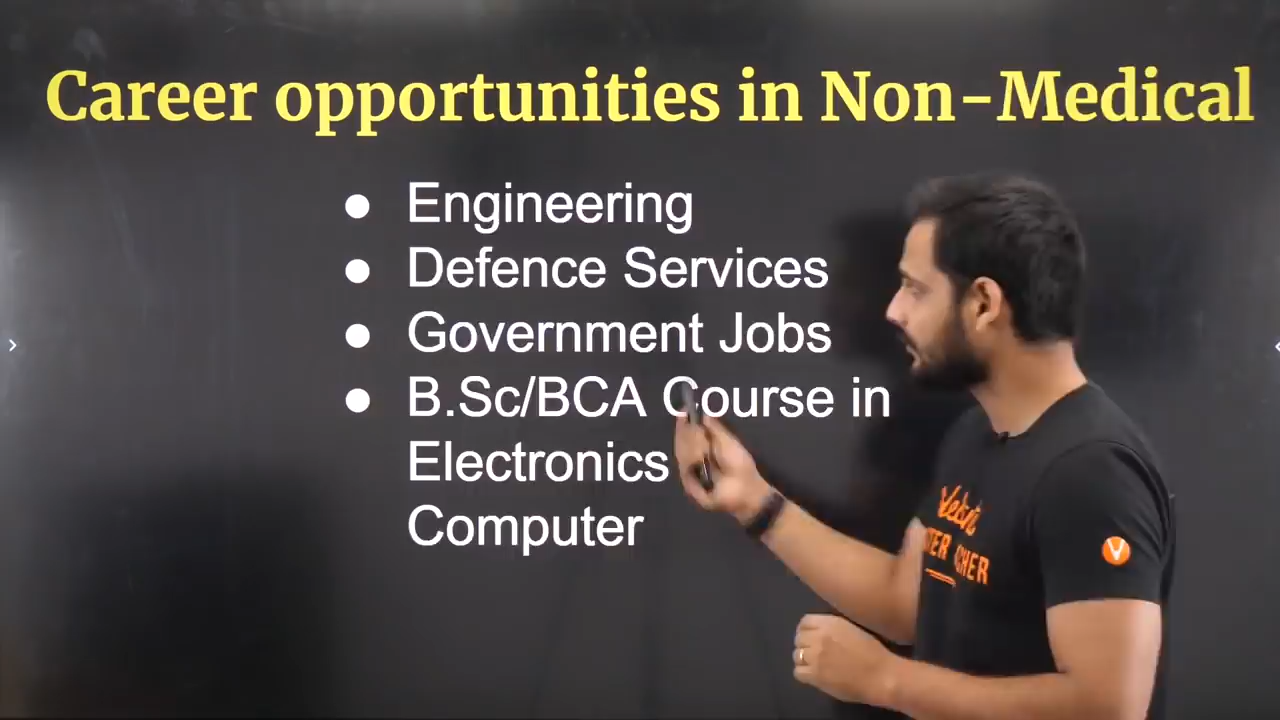 Career opportunities in Non-Medical
● Engineering
● Defence Services
● Government Jobs
● B.Sc/BCA Course in
Electronics
Computer
V